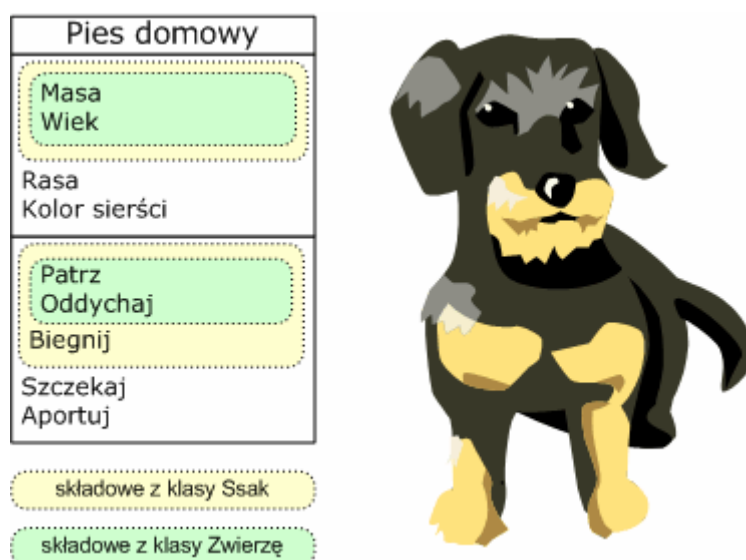 Pies domowy
Masa
Wiek
Rasa
Kolor sierści
Patrz
Oddychaj
Biegnij
Szczekaj
Aportuj
składowe z klasy Ssak
składowe z klasy Zwierzę